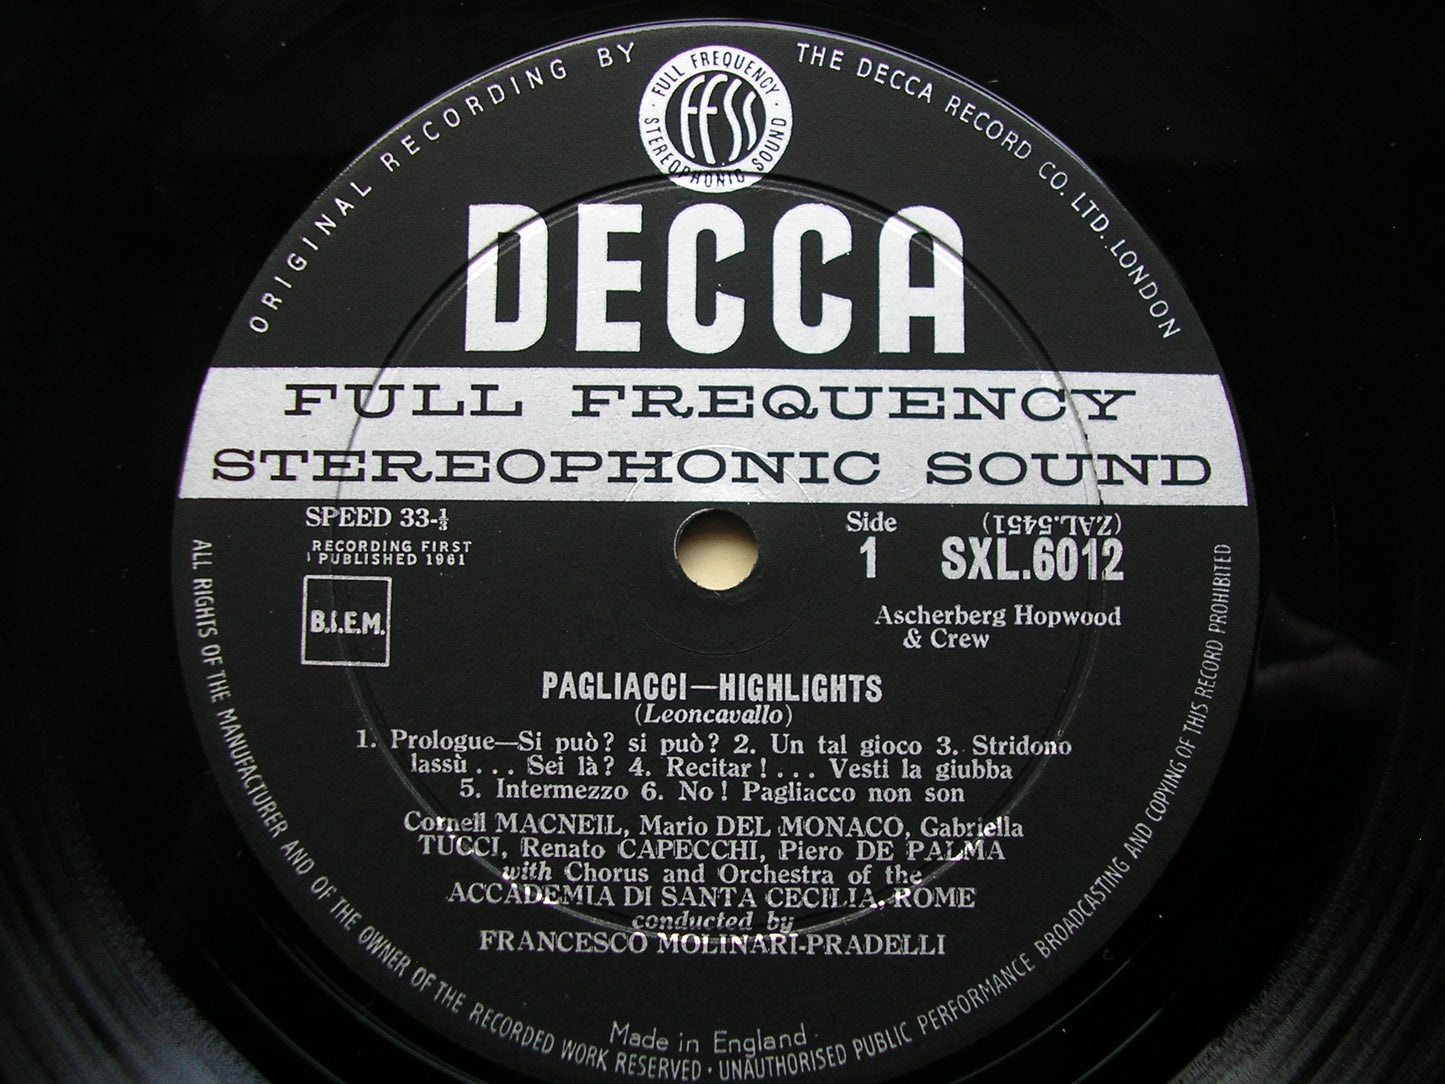 ORIGINAL RECORDING BY THE DECCA RECORD CO. LTD. LONDON
FULL FREQUENCY
FFSS
STEREOPHONIC SOUND
DECCA
FULL FREQUENCY
STEREOPHONIC SOUND
SPEED 33-⅓
RECORDING FIRST
PUBLISHED 1961
B.I.E.M.
Side
1
(ZAL.5451)
SXL.6012
Ascherberg Hopwood
& Crew
PAGLIACCI—HIGHLIGHTS
(Leoncavallo)
1. Prologue—Si può? si può? 2. Un tal gioco 3. Stridono
lassù . . . Sei là? 4. Recitar! . . . Vesti la giubba
5. Intermezzo 6. No! Pagliacco non son
Cornell MACNEIL, Mario DEL MONACO, Gabriella
TUCCI, Renato CAPECCHI, Piero DE PALMA
with Chorus and Orchestra of the
ACCADEMIA DI SANTA CECILIA, ROME
conducted by
FRANCESCO MOLINARI-PRADELLI
Made in England
ALL RIGHTS OF THE MANUFACTURER AND OF THE OWNER OF THE RECORDED WORK RESERVED · UNAUTHORISED PUBLIC PERFORMANCE BROADCASTING AND COPYING OF THIS RECORD PROHIBITED